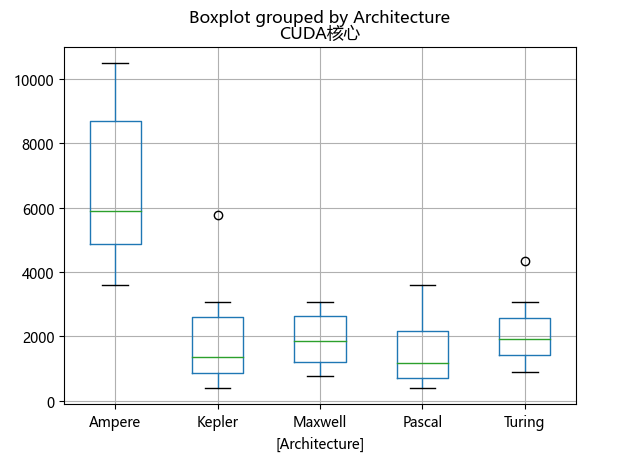 Boxplot grouped by Architecture
CUDA核心
10000
8000
6000
4000
2000
0
Ampere Kepler Maxwell Pascal Turing
[Architecture]